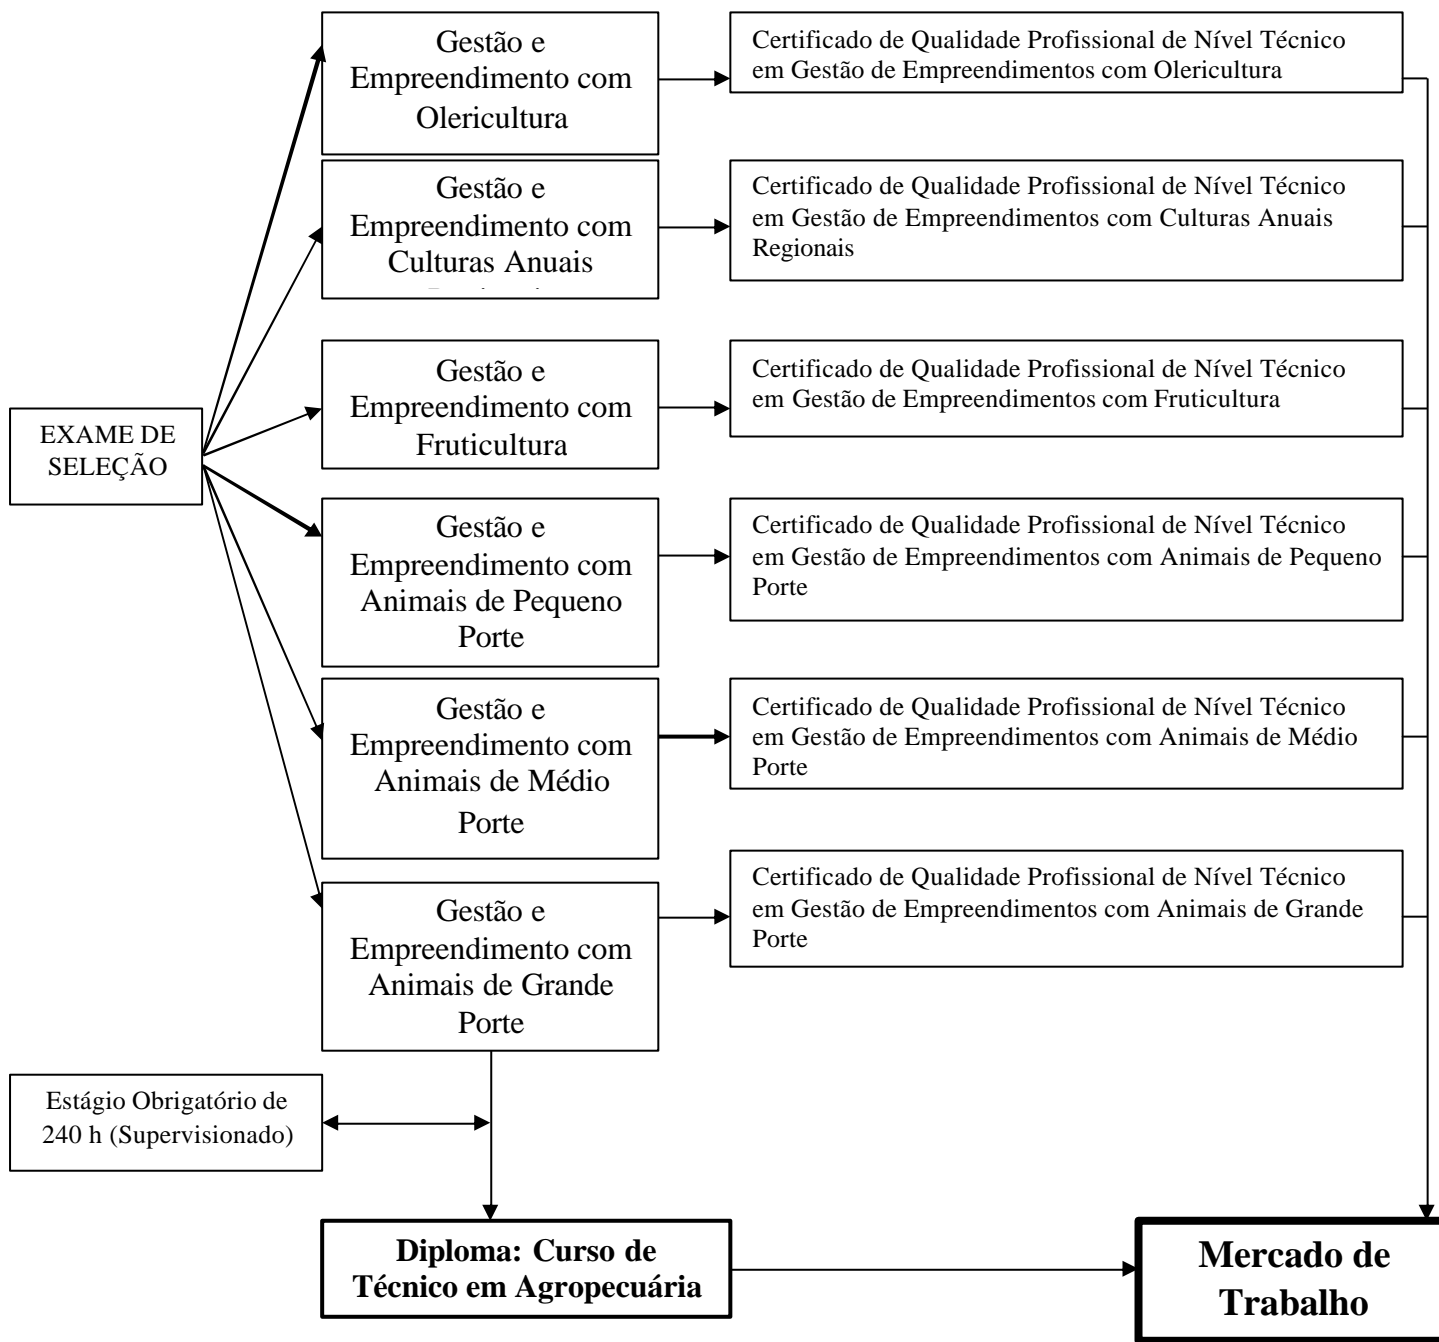 Gestão e
Empreendimento com
Olericultura
Certificado de Qualidade Profissional de Nível Técnico
em Gestão de Empreendimentos com Olericultura
Gestão e
Empreendimento com
Culturas Anuais
Certificado de Qualidade Profissional de Nível Técnico
em Gestão de Empreendimentos com Culturas Anuais
Regionais
Gestão e
Empreendimento com
Fruticultura
Certificado de Qualidade Profissional de Nível Técnico
em Gestão de Empreendimentos com Fruticultura
EXAME DE
SELEÇÃO
Gestão e
Empreendimento com
Animais de Pequeno
Porte
Certificado de Qualidade Profissional de Nível Técnico
em Gestão de Empreendimentos com Animais de Pequeno
Porte
Gestão e
Empreendimento com
Animais de Médio
Porte
Certificado de Qualidade Profissional de Nível Técnico
em Gestão de Empreendimentos com Animais de Médio
Porte
Gestão e
Empreendimento com
Animais de Grande
Porte
Certificado de Qualidade Profissional de Nível Técnico
em Gestão de Empreendimentos com Animais de Grande
Porte
Estágio Obrigatório de
240 h (Supervisionado)
Diploma: Curso de
Técnico em Agropecuária
Mercado de
Trabalho